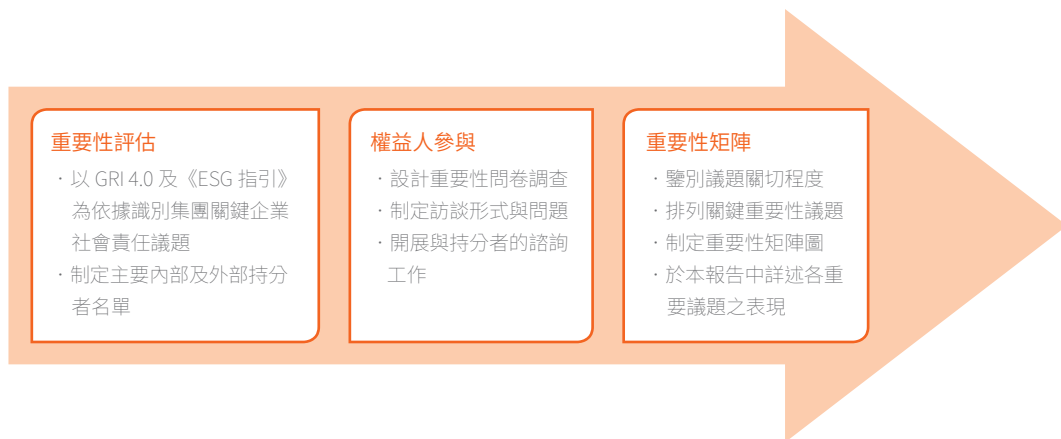 重要性評估
· 以 GRI 4.0 及《ESG 指引》
為依據識別集團關鍵企業
社會責任議題
· 制定主要內部及外部持分
者名單
權益人參與
· 設計重要性問卷調查
· 制定訪談形式與問題
· 開展與持分者的諮詢
工作
重要性矩陣
· 鑒別議題關切程度
· 排列關鍵重要性議題
· 制定重要性矩陣圖
· 於本報告中詳述各重
要議題之表現